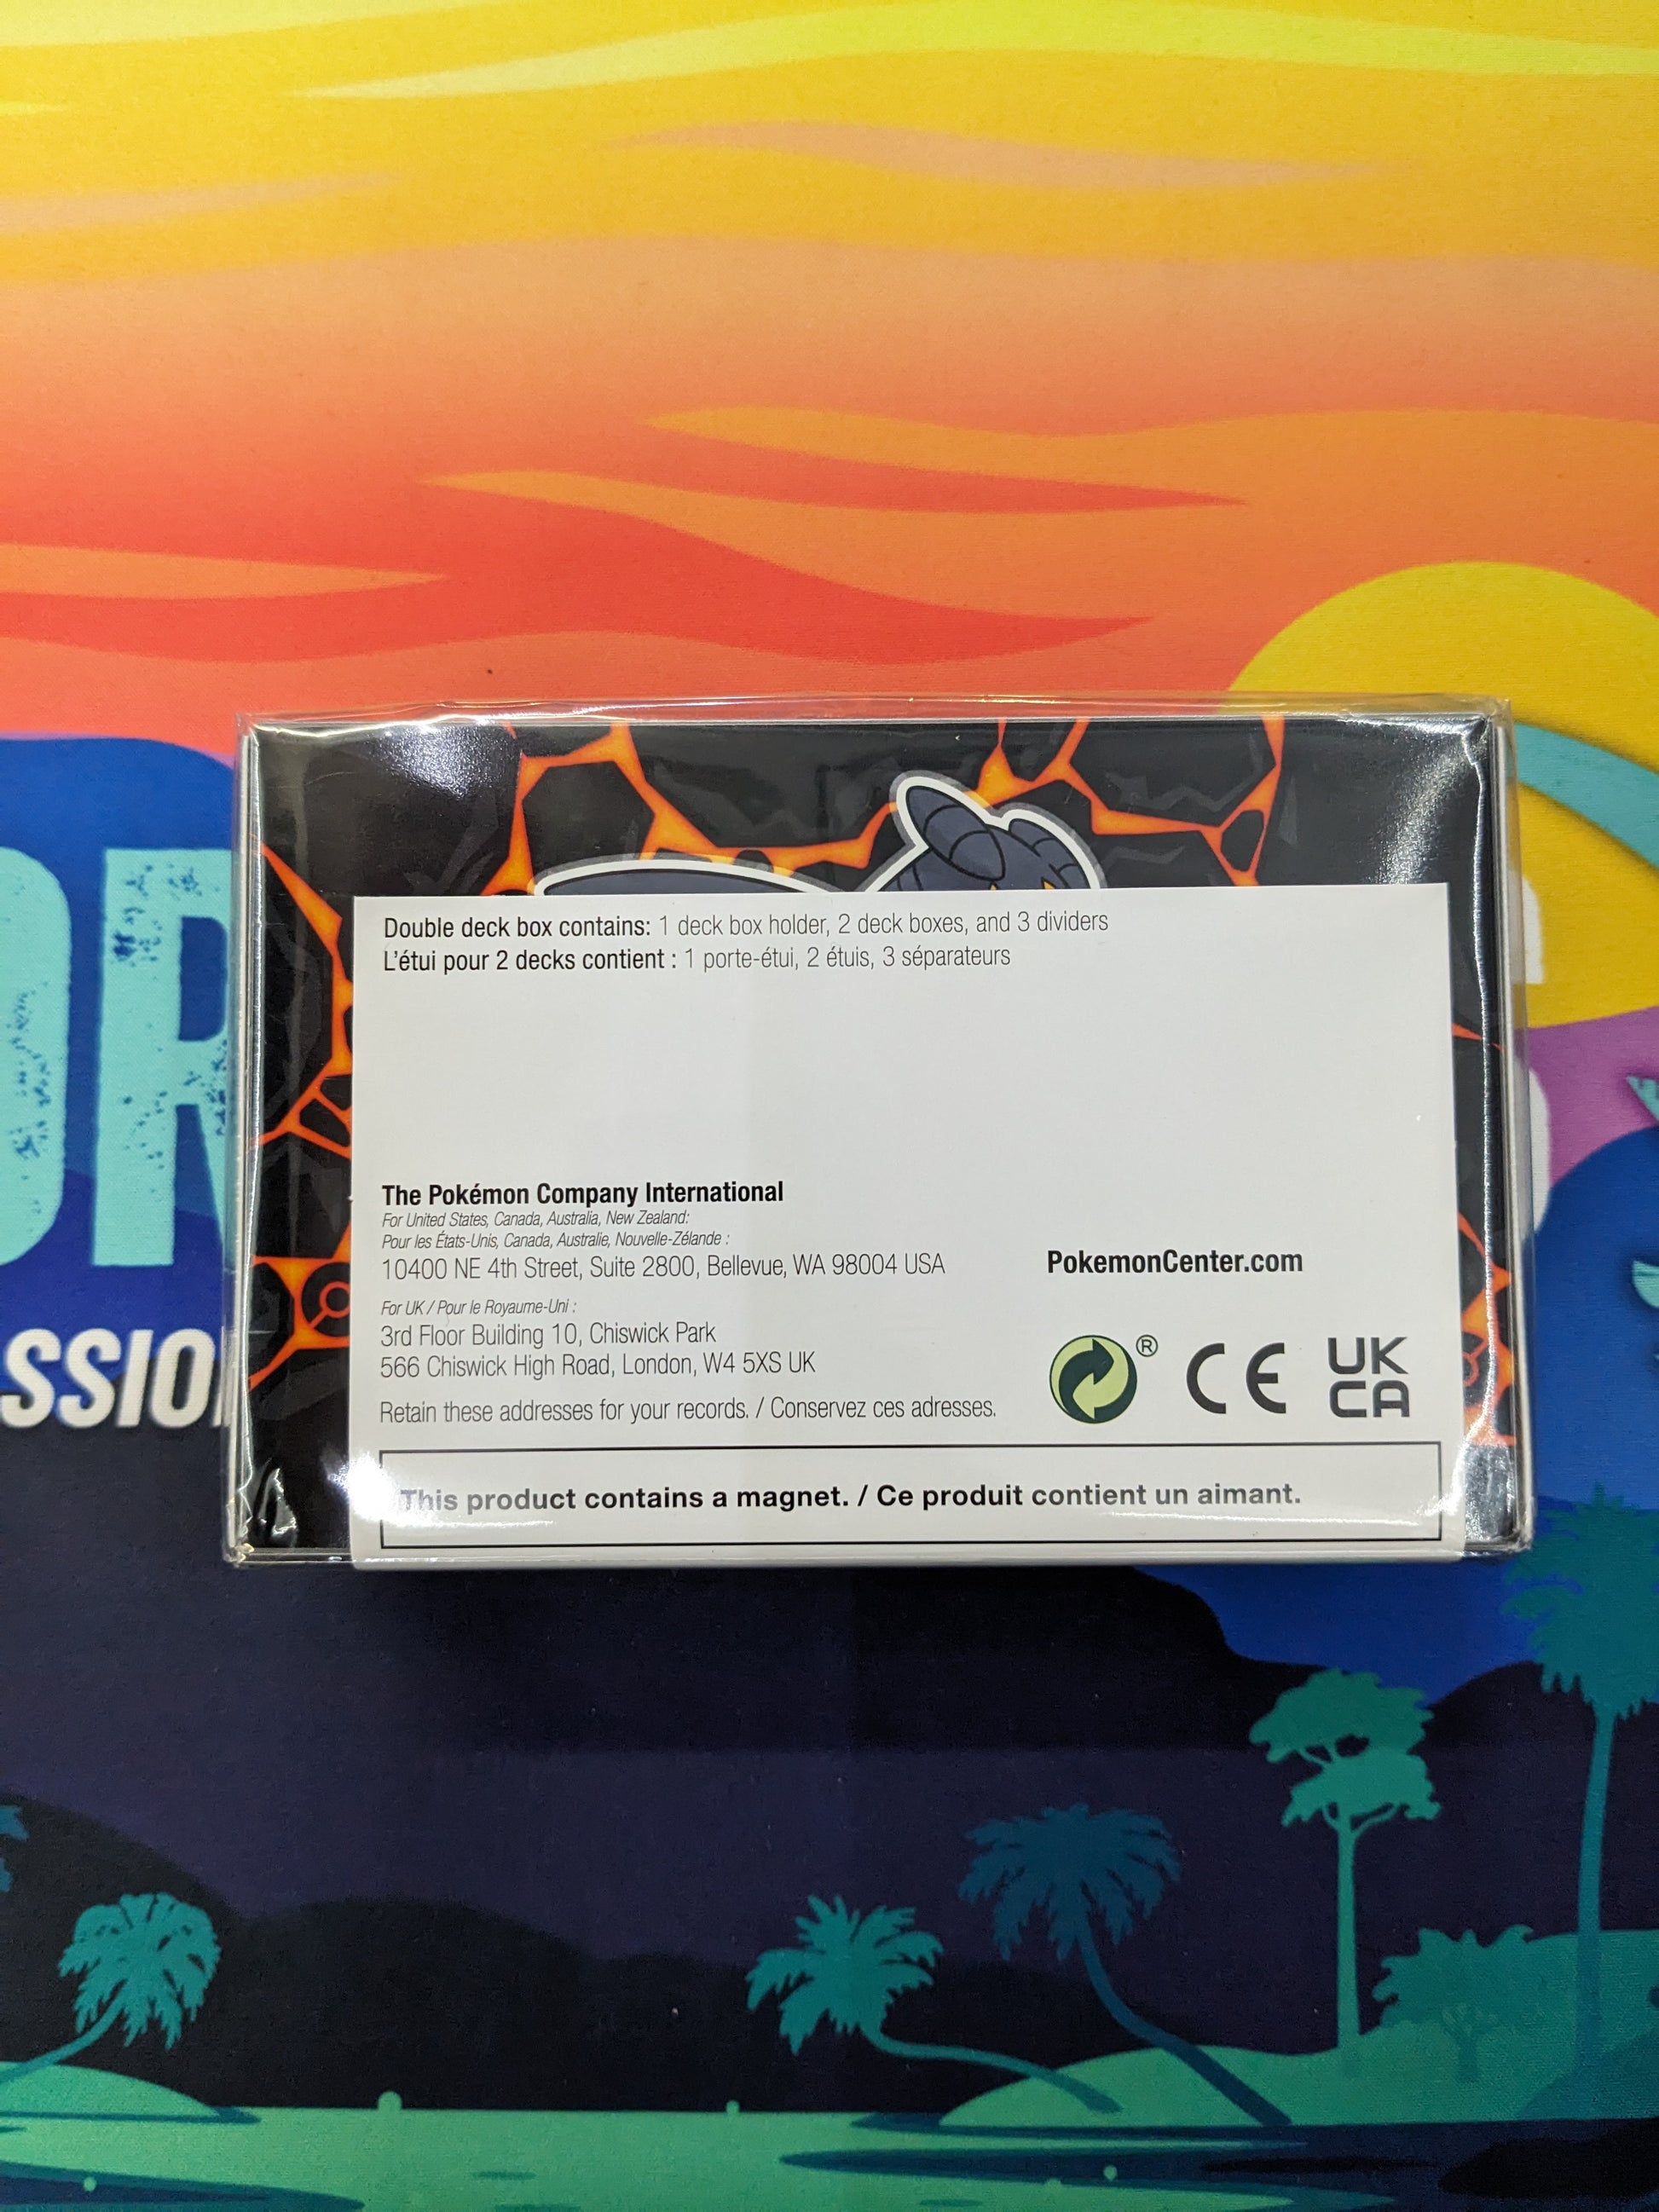 Double deck box contains: 1 deck box holder, 2 deck boxes, and 3 dividers
L'étui pour 2 decks contient : 1 porte-étui, 2 étuis, 3 séparateurs
The Pokémon Company International
For United States, Canada, Australia, New Zealand:
Pour les États-Unis, Canada, Australie, Nouvelle-Zélande :
10400 NE 4th Street, Suite 2800, Bellevue, WA 98004 USA
PokemonCenter.com
For UK / Pour le Royaume-Uni :
3rd Floor Building 10, Chiswick Park
566 Chiswick High Road, London, W4 5XS UK
Retain these addresses for your records. / Conservez ces adresses.
®
CE
UK
CA
This product contains a magnet. / Ce produit contient un aimant.